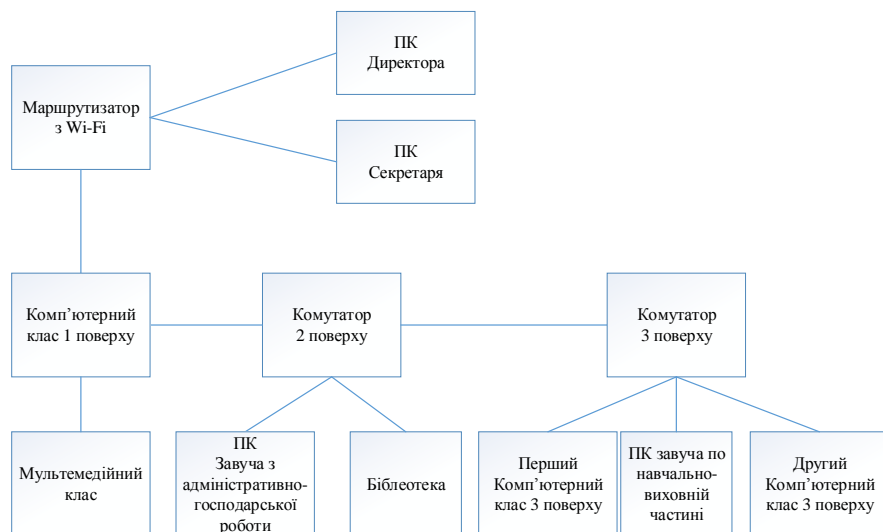 ПК
Директора
Маршрутизатор
з Wi-Fi
ПК
Секретаря
Комп’ютерний
клас 1 поверху
Комутатор
2 поверху
Комутатор
3 поверху
Мультемедійний
клас
ПК
Завуча з
адміністративно-
господарської
роботи
Біблеотека
Перший
Комп’ютерний
клас 3 поверху
ПК завуча по
навчально-
виховній
частині
Другий
Комп’ютерний
клас 3 поверху